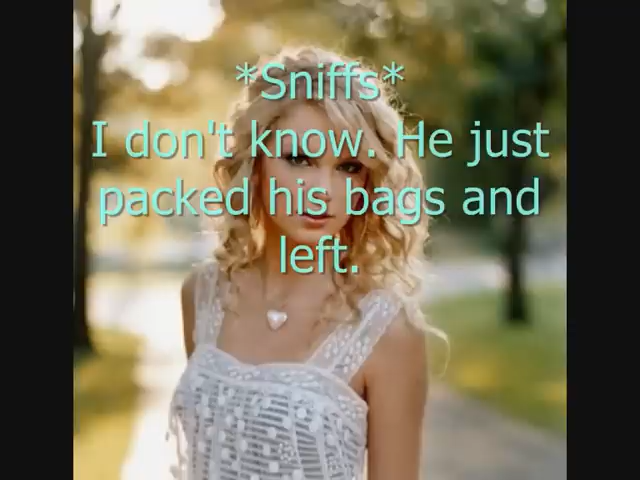 *Sniffs*
I don't know. He just
packed his bags and
left.